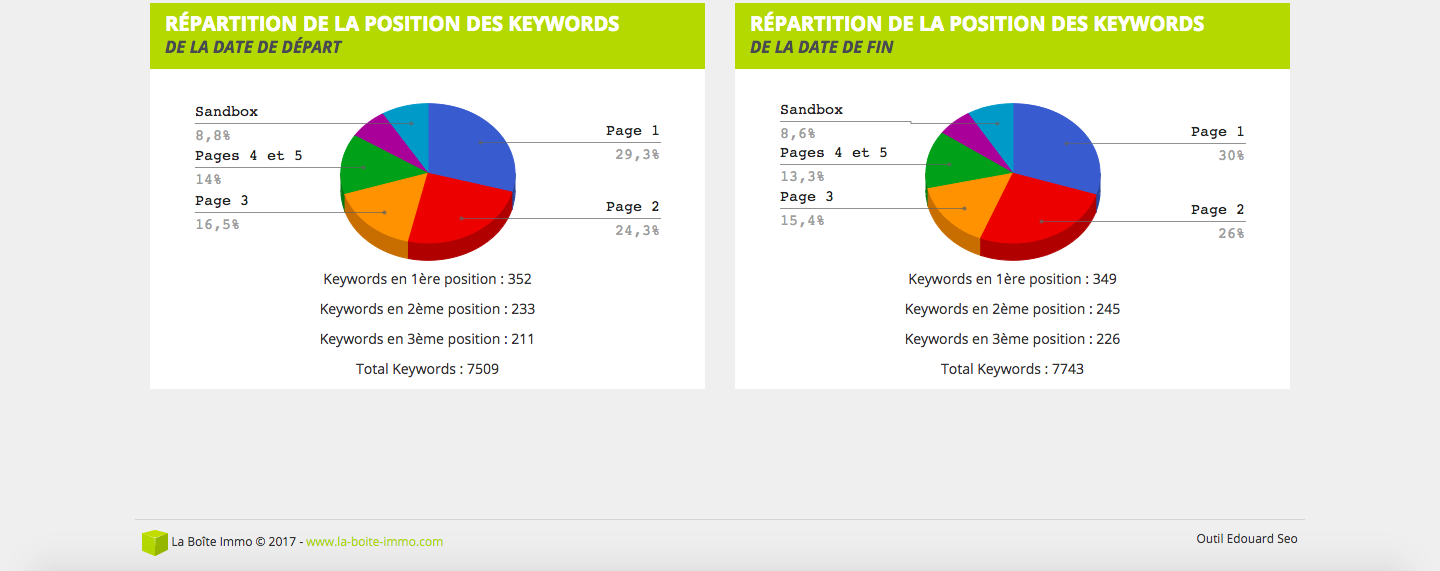 RÉPARTITION DE LA POSITION DES KEYWORDS
DE LA DATE DE DÉPART
Sandbox
8,8%
Pages 4 et 5
14%
Page 3
16,5%
Page 1
29,3%
Page 2
24,3%
Keywords en 1ère position : 352
Keywords en 2ème position : 233
Keywords en 3ème position : 211
Total Keywords : 7509
RÉPARTITION DE LA POSITION DES KEYWORDS
DE LA DATE DE FIN
Sandbox
8,6%
Pages 4 et 5
13,3%
Page 3
15,4%
Page 1
30%
Page 2
26%
Keywords en 1ère position : 349
Keywords en 2ème position : 245
Keywords en 3ème position : 226
Total Keywords : 7743
La Boîte Immo © 2017 - www.la-boite-immo.com
Outil Edouard Seo